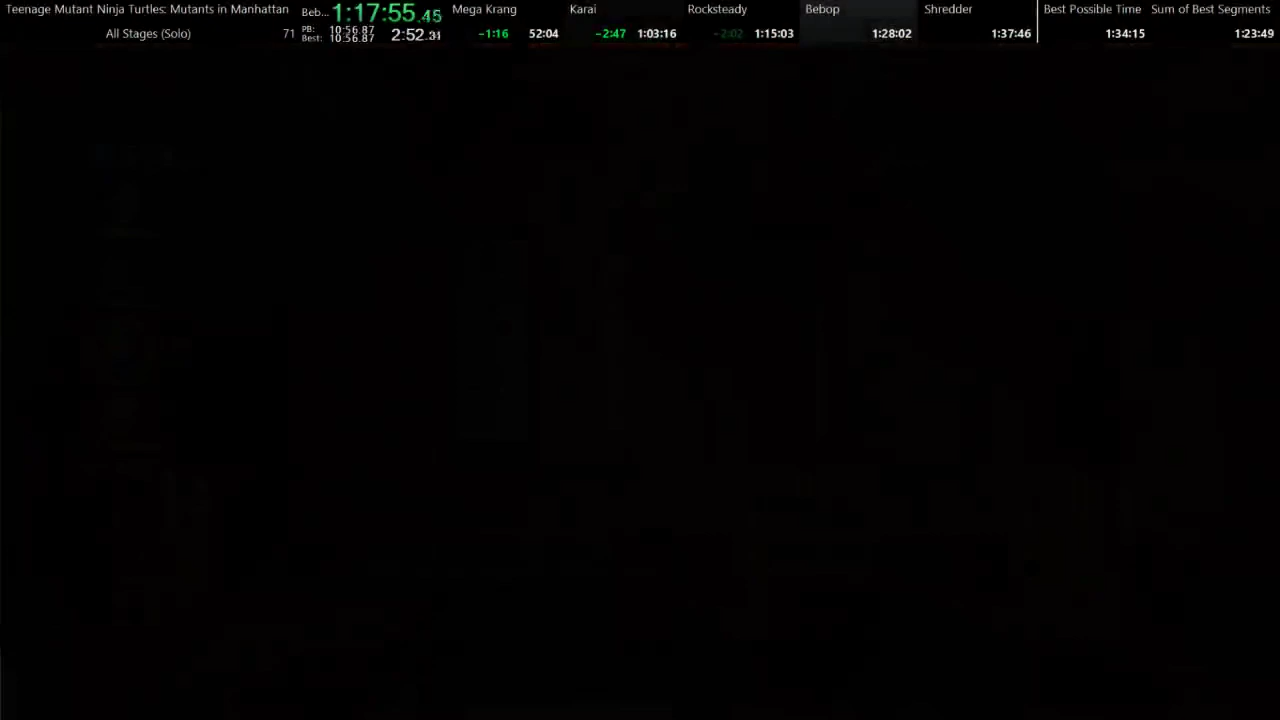 Teenage Mutant Ninja Turtles: Mutants in Manhattan
All Stages (Solo) 71
Beb... 1:17:55.45
PB: 10:56.87
Best: 10:56.87 2:52.31
Mega Krang
-1:16 52:04
Karai
-2:47 1:03:16
Rocksteady
-2:02 1:15:03
Bebop
1:28:02
Shredder
1:37:46
Best Possible Time
1:34:15
Sum of Best Segments
1:23:49